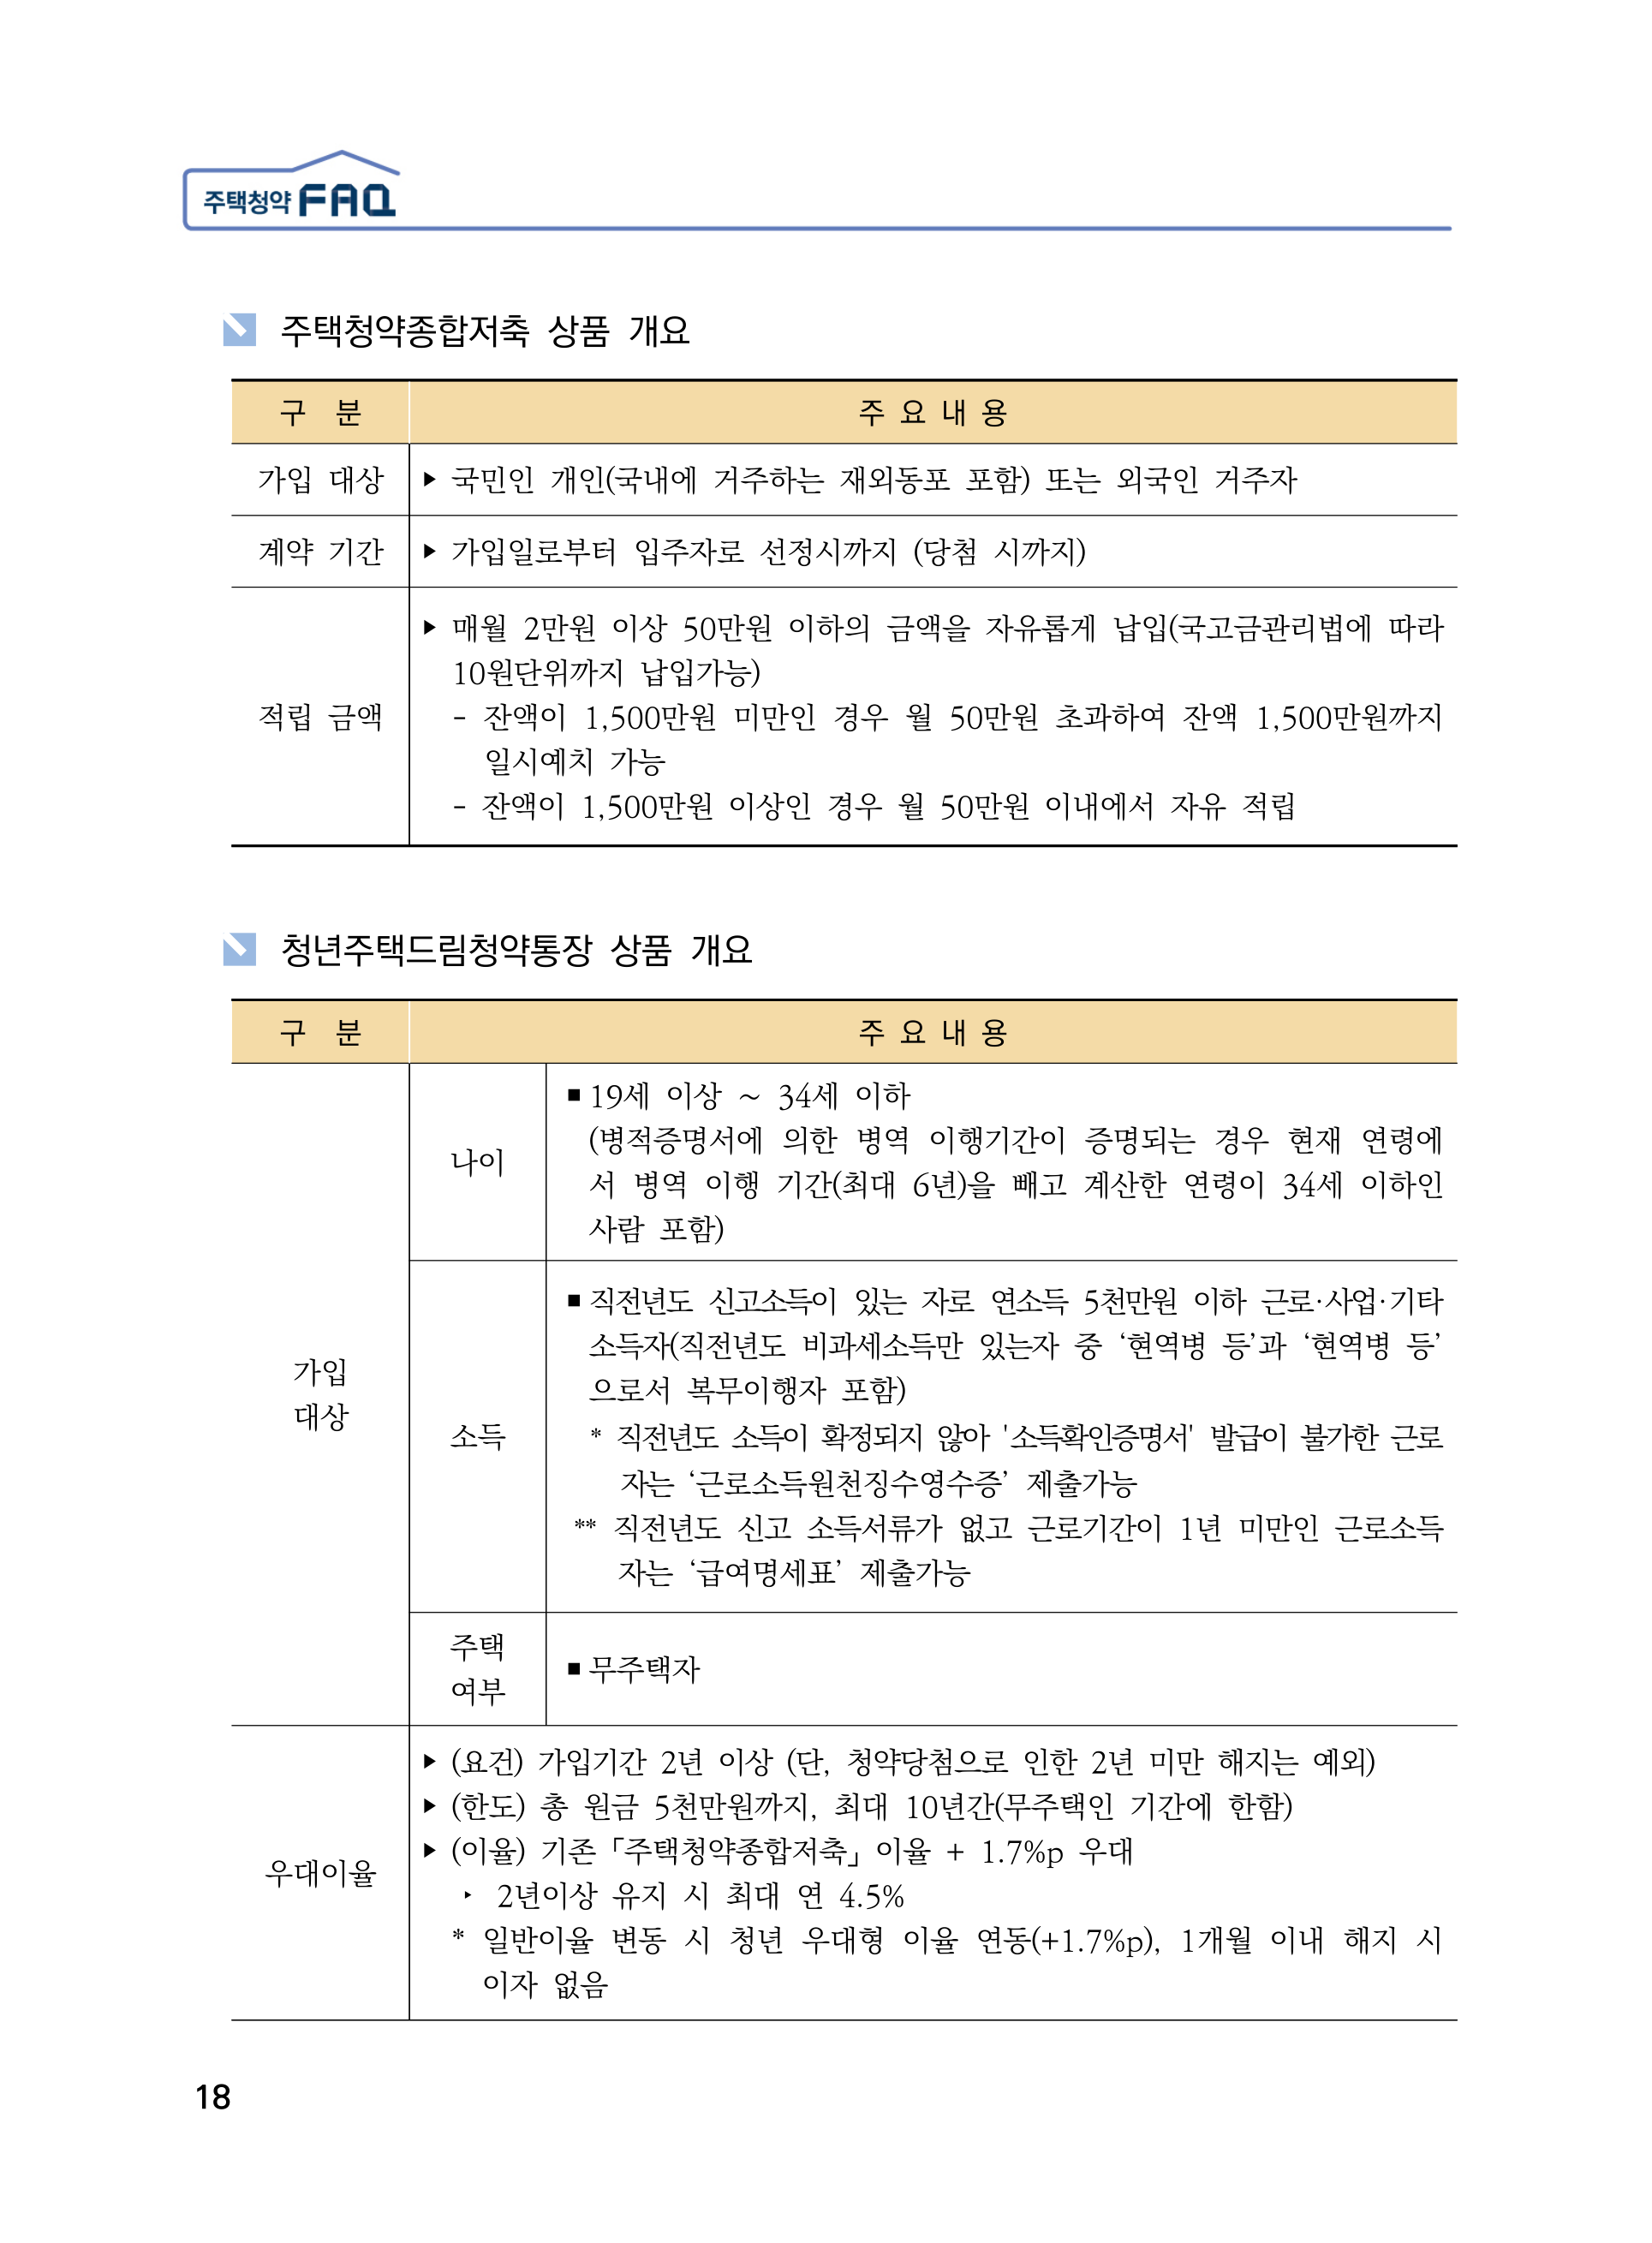 주택청약 FAQ
주택청약종합저축 상품 개요
구 분 주 요 내 용
가입 대상 ▶ 국민인 개인(국내에 거주하는 재외동포 포함) 또는 외국인 거주자
계약 기간 ▶ 가입일로부터 입주자로 선정시까지 (당첨 시까지)
적립 금액
▶ 매월 2만원 이상 50만원 이하의 금액을 자유롭게 납입(국고금관리법에 따라
10원단위까지 납입가능)
- 잔액이 1,500만원 미만인 경우 월 50만원 초과하여 잔액 1,500만원까지
일시예치 가능
- 잔액이 1,500만원 이상인 경우 월 50만원 이내에서 자유 적립
청년주택드림청약통장 상품 개요
구 분 주 요 내 용
가입
대상
나이
■ 19세 이상 ~ 34세 이하
(병적증명서에 의한 병역 이행기간이 증명되는 경우 현재 연령에
서 병역 이행 기간(최대 6년)을 빼고 계산한 연령이 34세 이하인
사람 포함)
소득
■ 직전년도 신고소득이 있는 자로 연소득 5천만원 이하 근로·사업·기타
소득자(직전년도 비과세소득만 있는자 중 ‘현역병 등’과 ‘현역병 등’
으로서 복무이행자 포함)
* 직전년도 소득이 확정되지 않아 '소득확인증명서' 발급이 불가한 근로
자는 ‘근로소득원천징수영수증’ 제출가능
** 직전년도 신고 소득서류가 없고 근로기간이 1년 미만인 근로소득
자는 ‘급여명세표’ 제출가능
주택
여부
■ 무주택자
우대이율
▶ (요건) 가입기간 2년 이상 (단, 청약당첨으로 인한 2년 미만 해지는 예외)
▶ (한도) 총 원금 5천만원까지, 최대 10년간(무주택인 기간에 한함)
▶ (이율) 기존「주택청약종합저축」이율 + 1.7%p 우대
‣ 2년이상 유지 시 최대 연 4.5%
* 일반이율 변동 시 청년 우대형 이율 연동(+1.7%p), 1개월 이내 해지 시
이자 없음
18